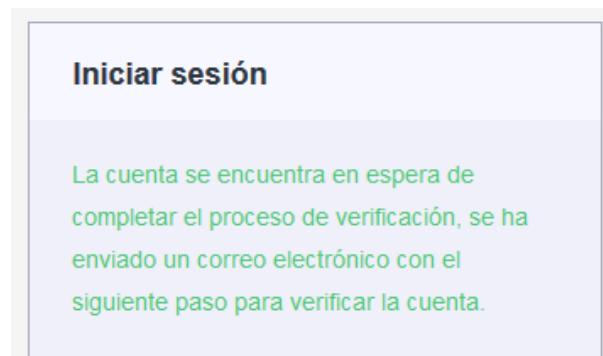 Iniciar sesión
La cuenta se encuentra en espera de
completar el proceso de verificación, se ha
enviado un correo electrónico con el
siguiente paso para verificar la cuenta.